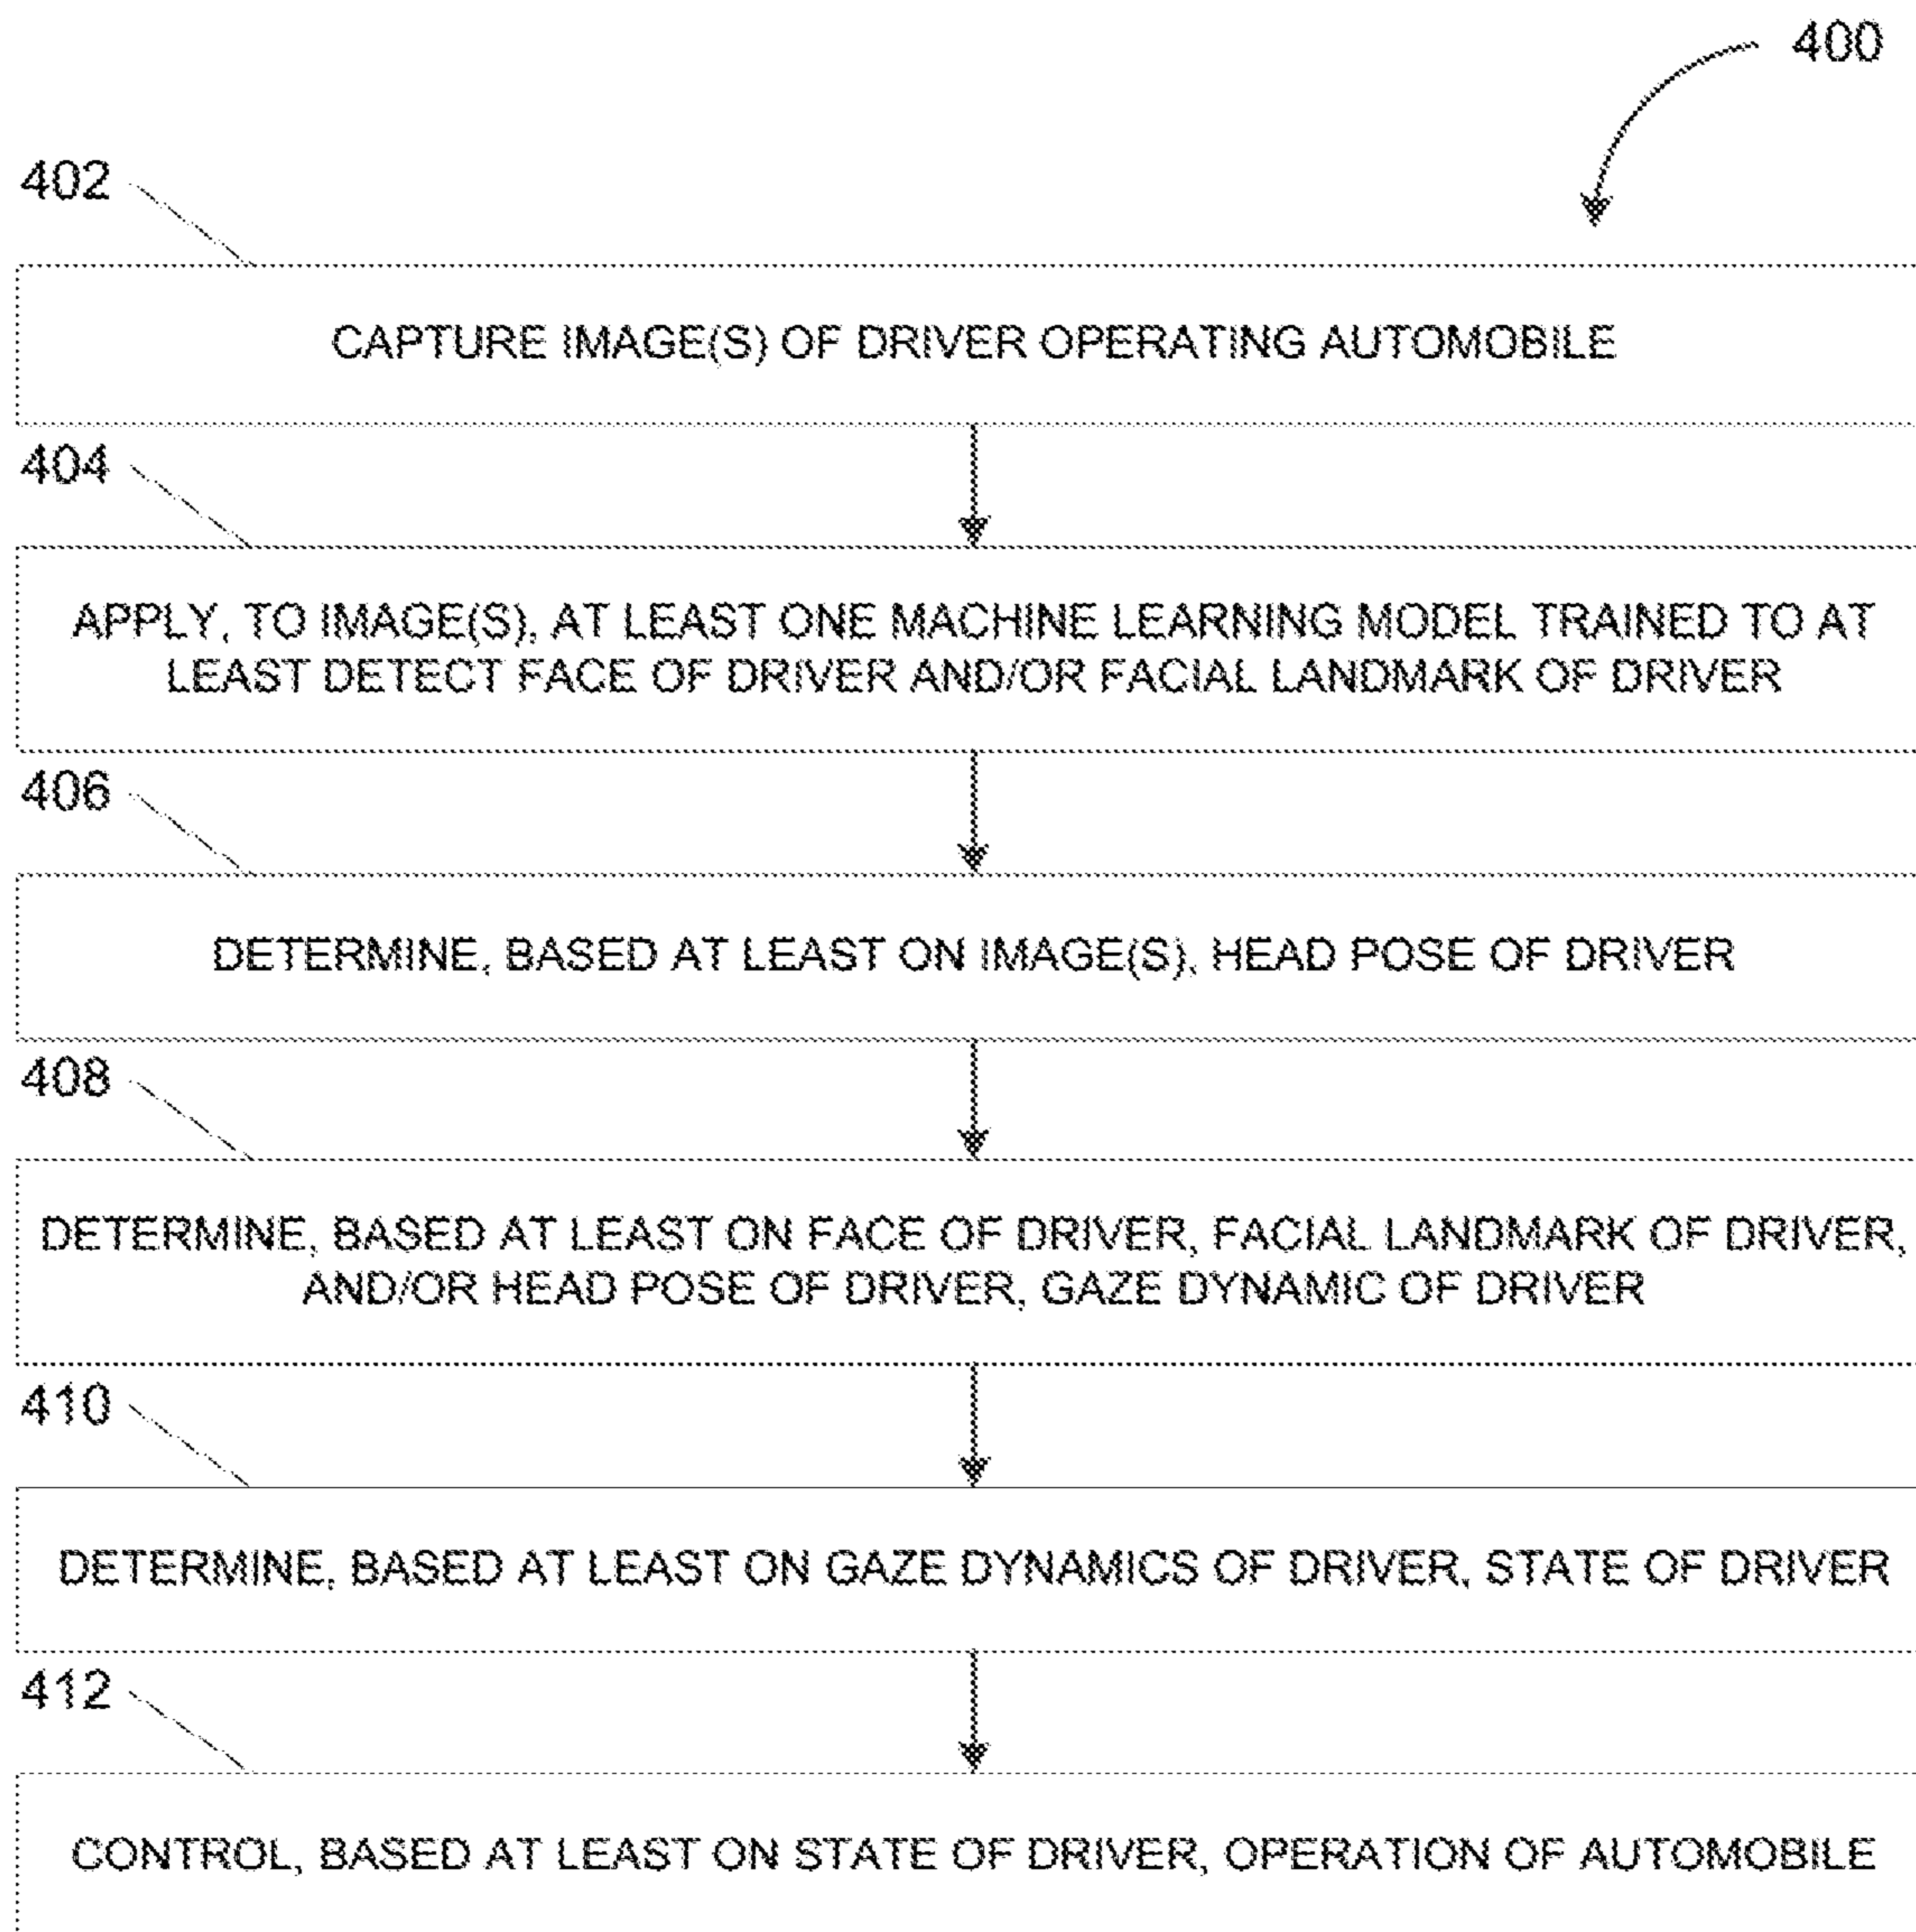 400
402
CAPTURE IMAGE(S) OF DRIVER OPERATING AUTOMOBILE
404
APPLY, TO IMAGE(S), AT LEAST ONE MACHINE LEARNING MODEL TRAINED TO AT
LEAST DETECT FACE OF DRIVER AND/OR FACIAL LANDMARK OF DRIVER
406
DETERMINE, BASED AT LEAST ON IMAGE(S), HEAD POSE OF DRIVER
408
DETERMINE, BASED AT LEAST ON FACE OF DRIVER, FACIAL LANDMARK OF DRIVER,
AND/OR HEAD POSE OF DRIVER, GAZE DYNAMIC OF DRIVER
410
DETERMINE, BASED AT LEAST ON GAZE DYNAMICS OF DRIVER, STATE OF DRIVER
412
CONTROL, BASED AT LEAST ON STATE OF DRIVER, OPERATION OF AUTOMOBILE